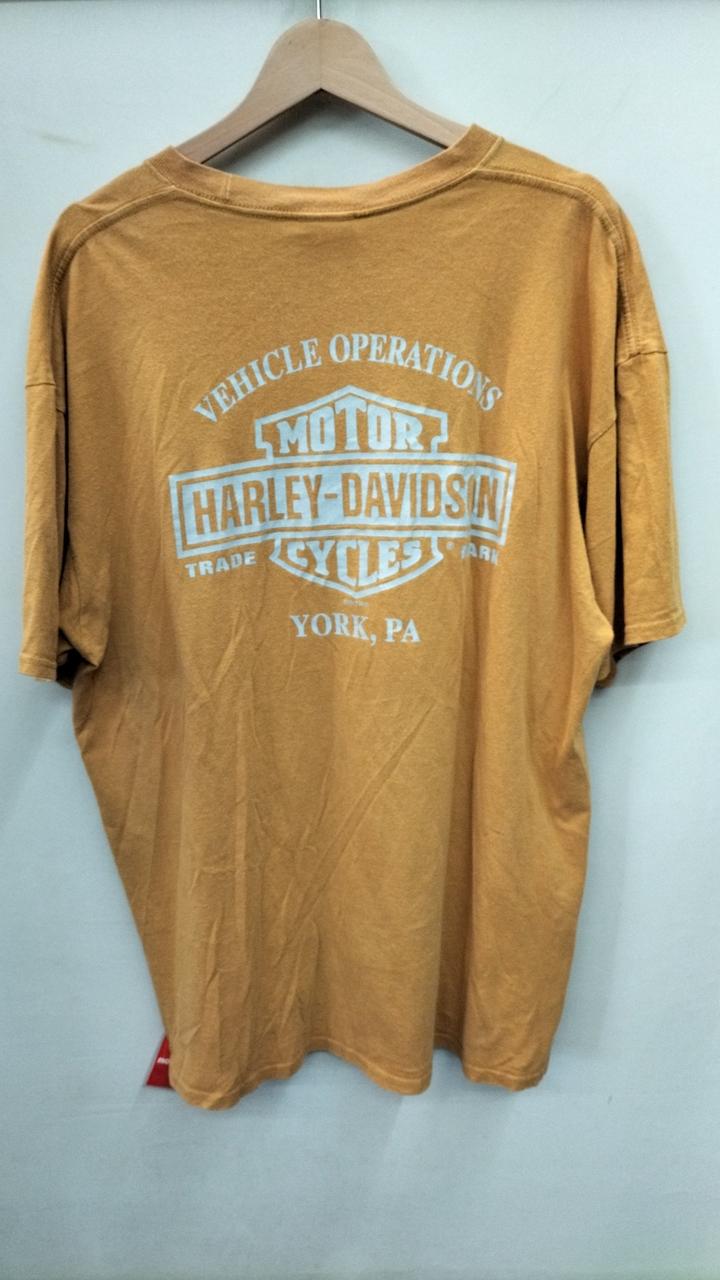 VEHICLE OPERATIONS
MOTOR
HARLEY-DAVIDSON
CYCLES
TRADE ® MARK
YORK, PA